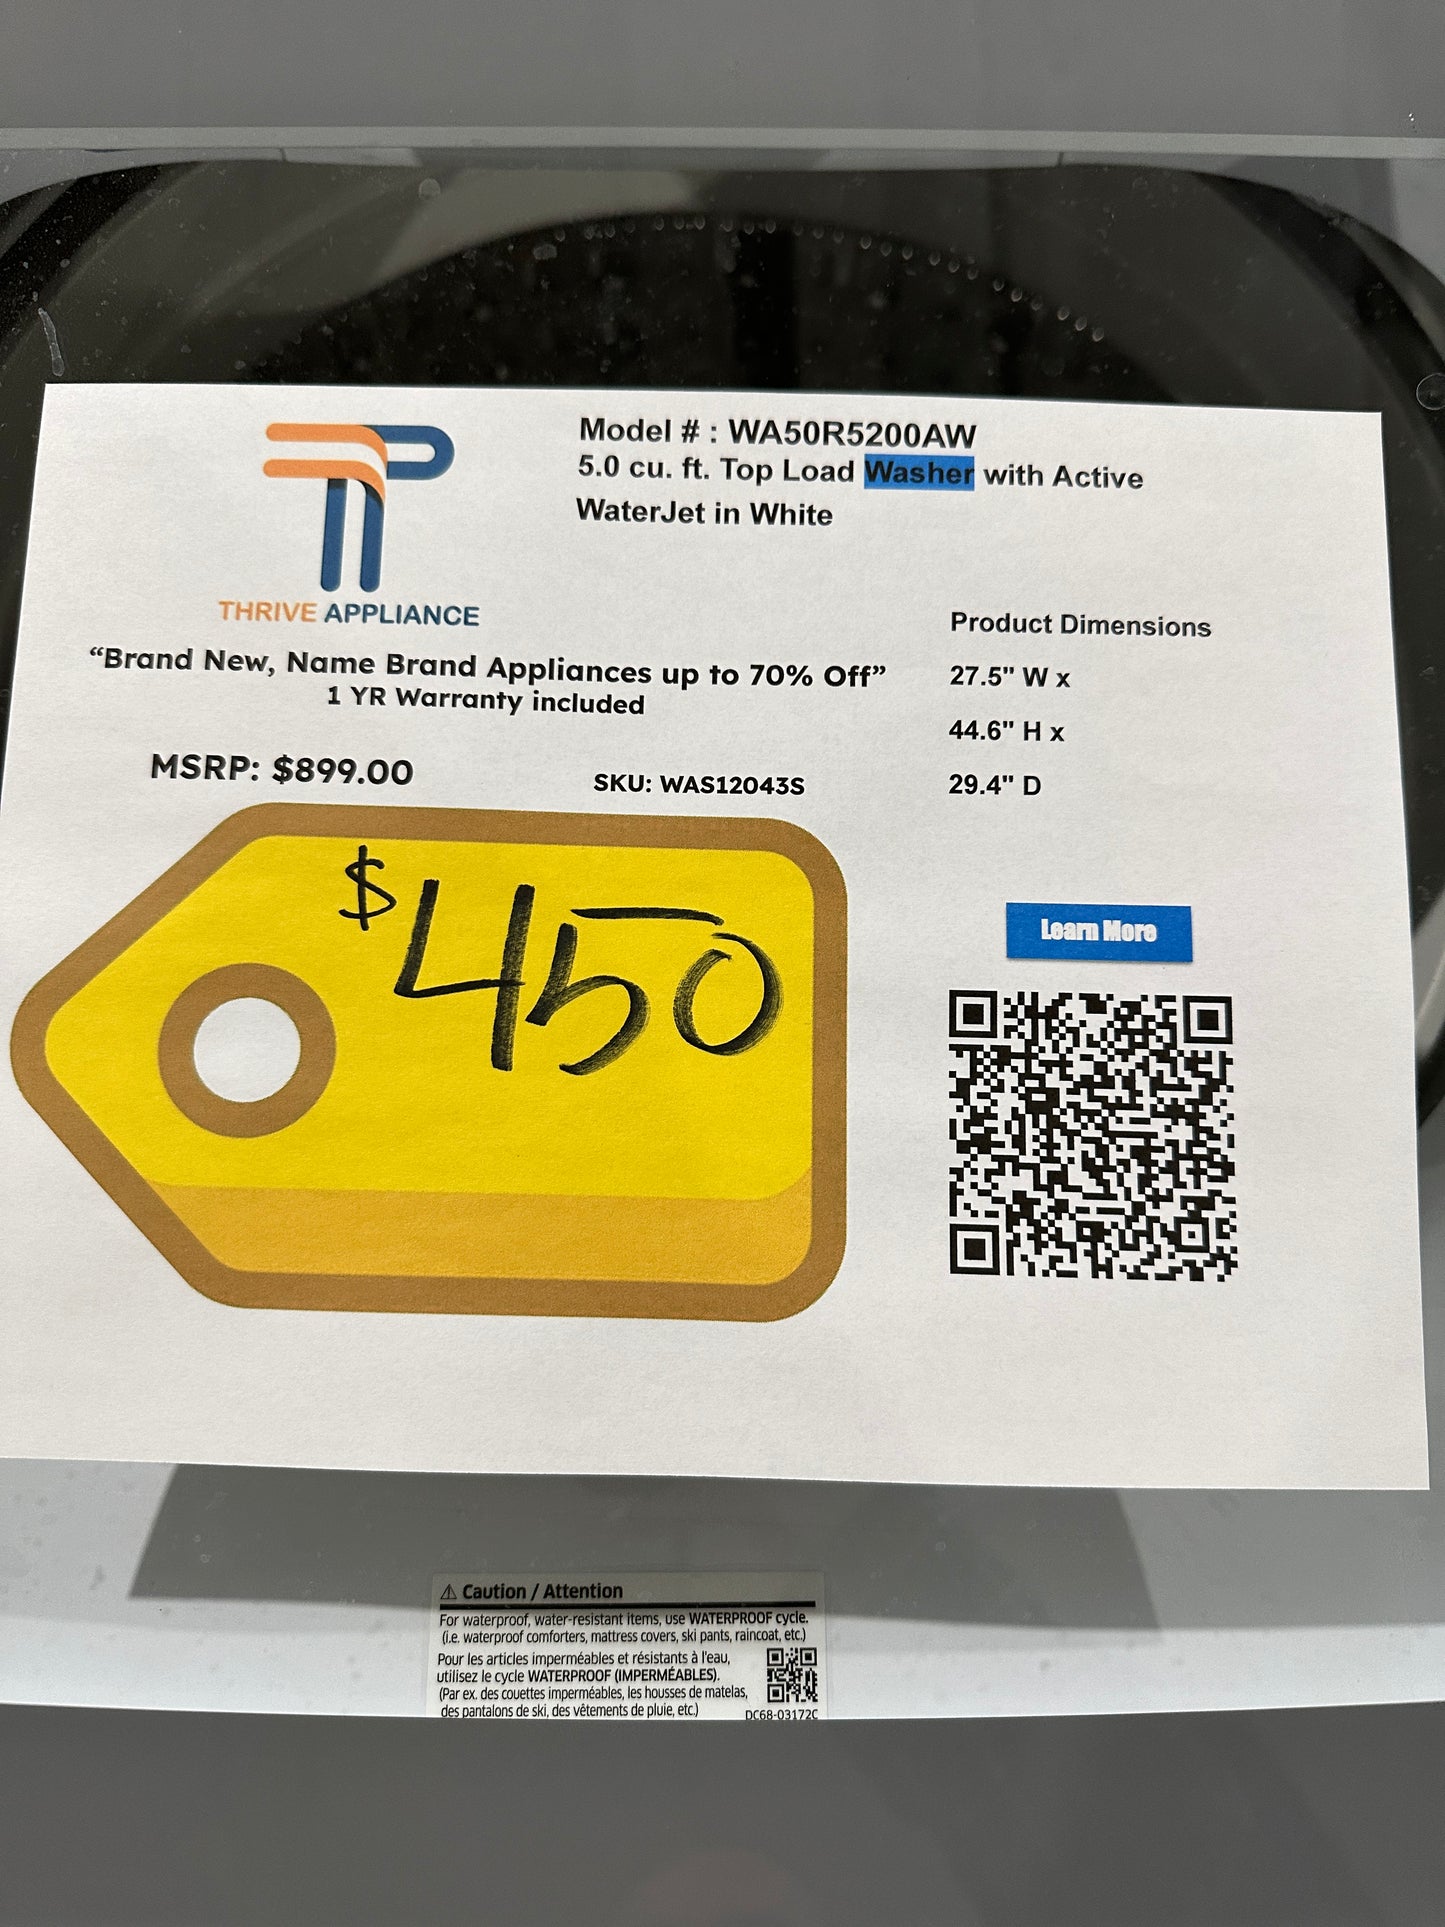 Model # : WA50R5200AW
5.0 cu. ft. Top Load Washer with Active
WaterJet in White
THRIVE APPLIANCE
“Brand New, Name Brand Appliances up to 70% Off”
1 YR Warranty included
MSRP: $899.00
SKU: WAS12043S
Product Dimensions
27.5" W x
44.6" H x
29.4" D
$450
Learn More
⚠ Caution / Attention
For waterproof, water-resistant items, use WATERPROOF cycle.
(i.e. waterproof comforters, mattress covers, ski pants, raincoat, etc.)
Pour les articles imperméables et résistants à l'eau,
utilisez le cycle WATERPROOF (IMPERMÉABLES).
(Par ex. des couettes imperméables, les housses de matelas,
des pantalons de ski, des vêtements de pluie, etc.)
DC68-03172C